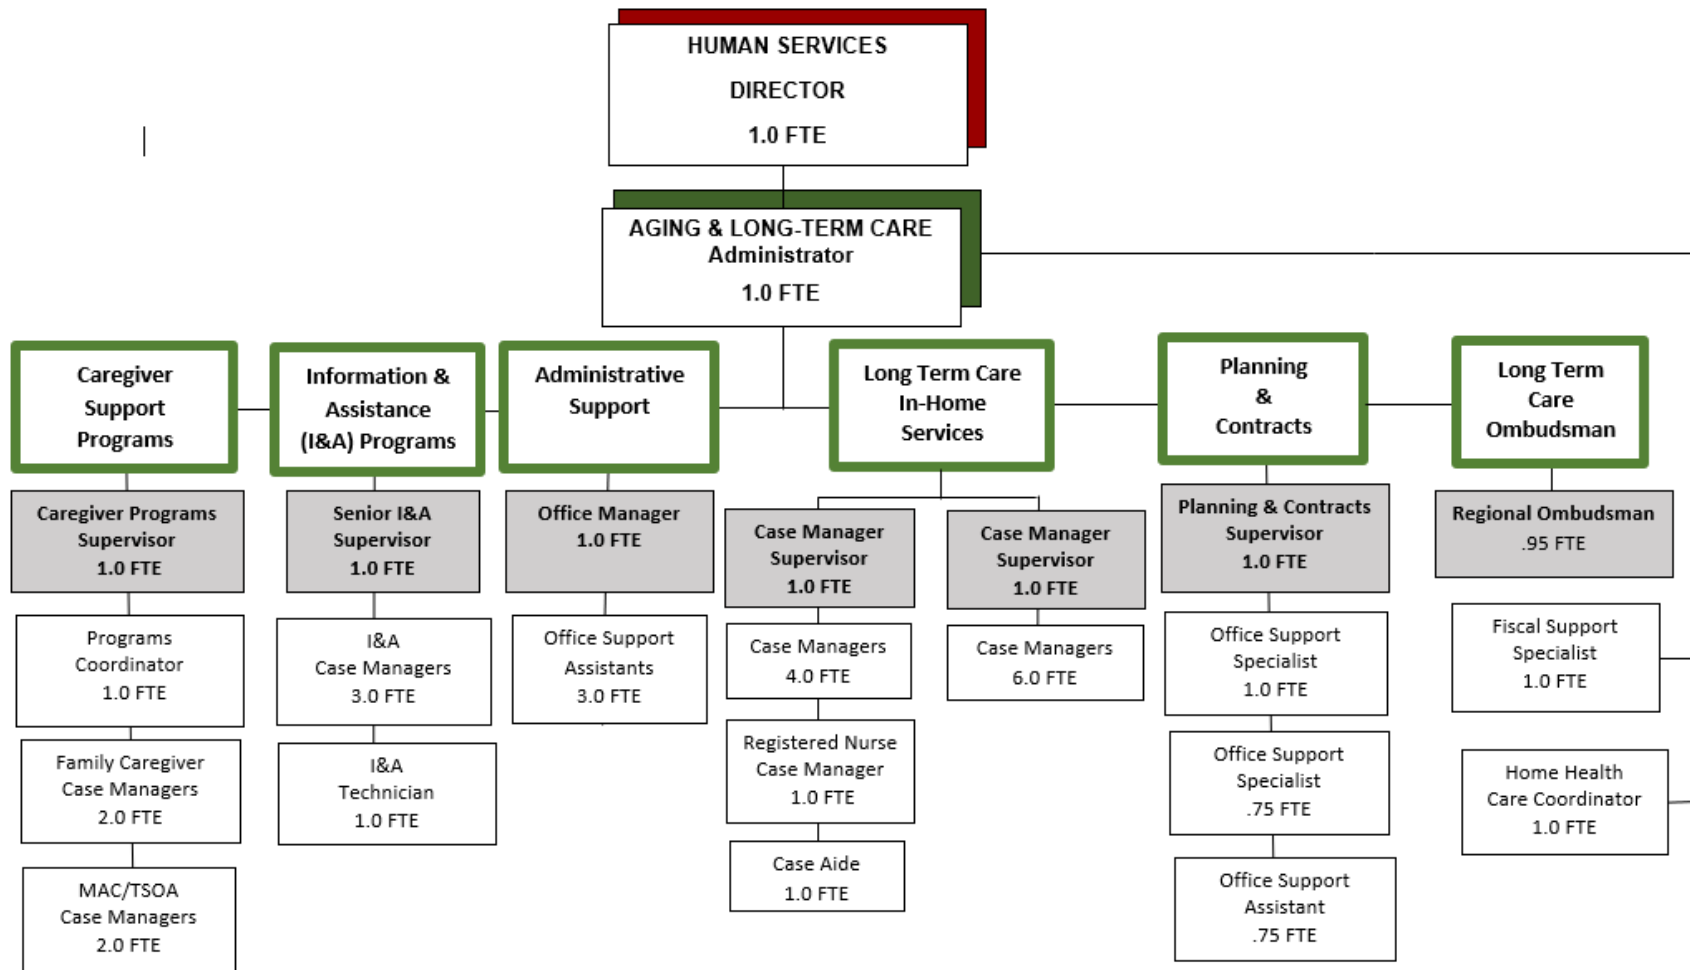 HUMAN SERVICES
DIRECTOR
1.0 FTE
AGING & LONG-TERM CARE
Administrator
1.0 FTE
Caregiver
Support
Programs
Information &
Assistance
(I&A) Programs
Administrative
Support
Long Term Care
In-Home
Services
Planning
&
Contracts
Long Term
Care
Ombudsman
Caregiver Programs
Supervisor
1.0 FTE
Senior I&A
Supervisor
1.0 FTE
Office Manager
1.0 FTE
Case Manager
Supervisor
1.0 FTE
Case Manager
Supervisor
1.0 FTE
Planning & Contracts
Supervisor
1.0 FTE
Regional Ombudsman
.95 FTE
Programs
Coordinator
1.0 FTE
I&A
Case Managers
3.0 FTE
Office Support
Assistants
3.0 FTE
Case Managers
4.0 FTE
Case Managers
6.0 FTE
Office Support
Specialist
1.0 FTE
Fiscal Support
Specialist
1.0 FTE
Family Caregiver
Case Managers
2.0 FTE
I&A
Technician
1.0 FTE
Registered Nurse
Case Manager
1.0 FTE
Office Support
Specialist
.75 FTE
Home Health
Care Coordinator
1.0 FTE
MAC/TSOA
Case Managers
2.0 FTE
Case Aide
1.0 FTE
Office Support
Assistant
.75 FTE